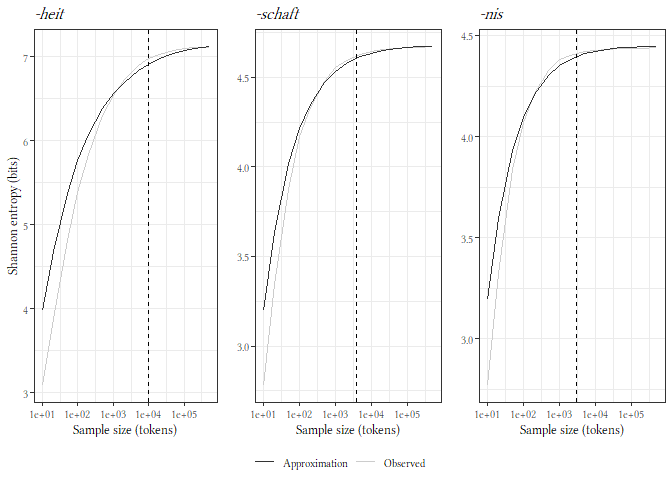 -heit
-schaft
-nis
Shannon entropy (bits)
7
6
5
4
3
4.5
4.0
3.5
3.0
4.5
4.0
3.5
3.0
1e+01 1e+02 1e+03 1e+04 1e+05
1e+01 1e+02 1e+03 1e+04 1e+05
1e+01 1e+02 1e+03 1e+04 1e+05
Sample size (tokens)
Sample size (tokens)
Sample size (tokens)
Approximation Observed